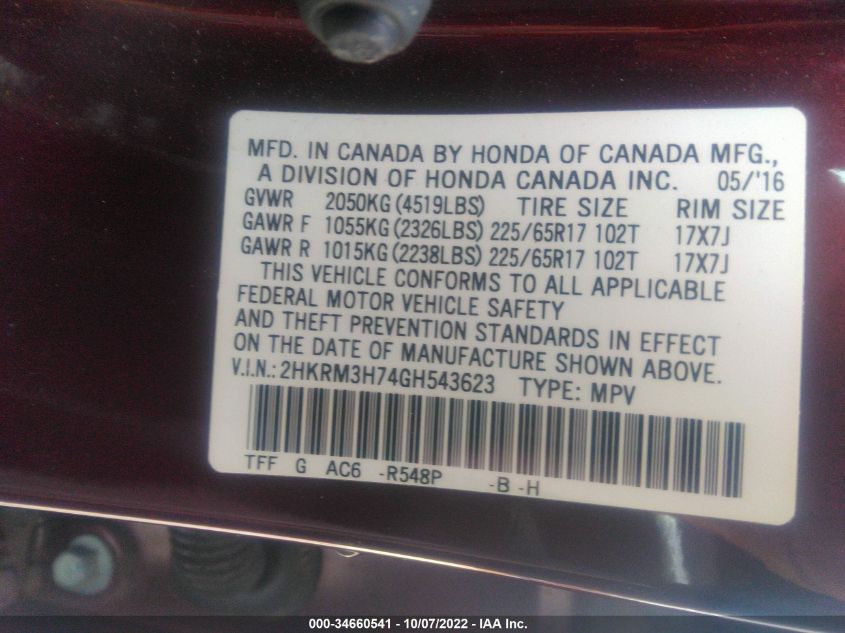 MFD. IN CANADA BY HONDA OF CANADA MFG.,
A DIVISION OF HONDA CANADA INC. 05/'16
GVWR 2050KG (4519LBS) TIRE SIZE RIM SIZE
GAWR F 1055KG (2326LBS) 225/65R17 102T 17X7J
GAWR R 1015KG (2238LBS) 225/65R17 102T 17X7J
THIS VEHICLE CONFORMS TO ALL APPLICABLE
FEDERAL MOTOR VEHICLE SAFETY
AND THEFT PREVENTION STANDARDS IN EFFECT
ON THE DATE OF MANUFACTURE SHOWN ABOVE.
V.I.N.: 2HKRM3H74GH543623 TYPE: MPV
TFF G AC6 -R548P -B -H
000-34660541 - 10/07/2022 - IAA Inc.